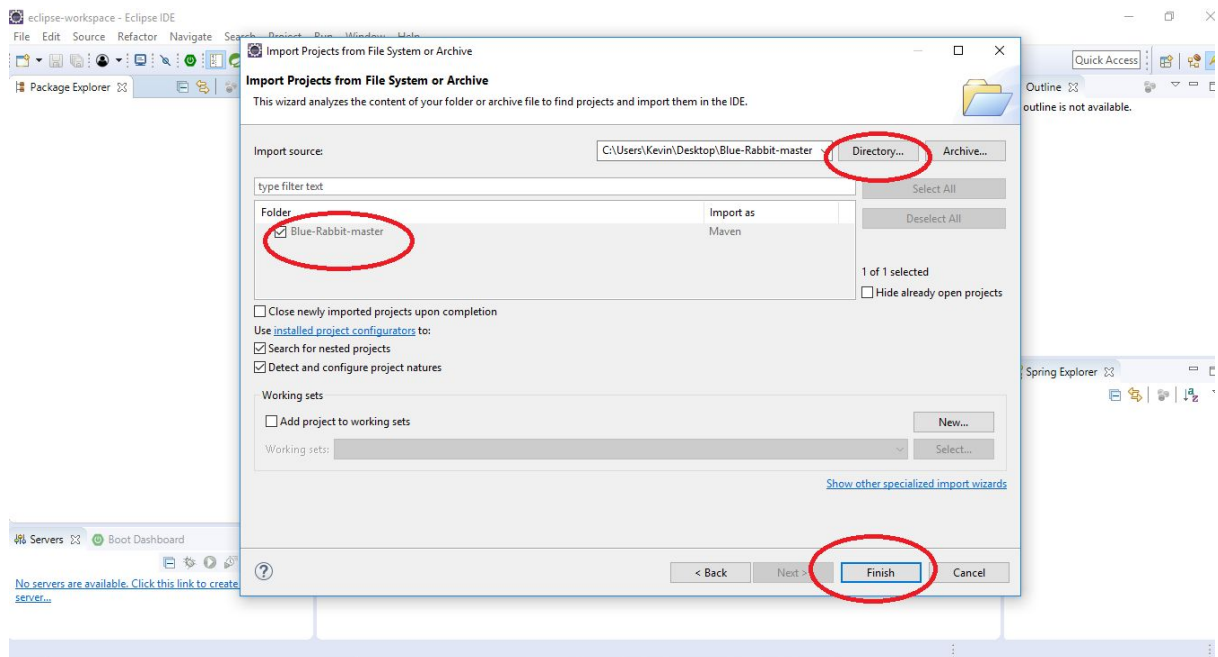 eclipse-workspace - Eclipse IDE
File Edit Source Refactor Navigate Search Project Run Window Help
Import Projects from File System or Archive
Quick Access
Package Explorer
Import Projects from File System or Archive
This wizard analyzes the content of your folder or archive file to find projects and import them in the IDE.
Outline
outline is not available.
Import source: C:\Users\Kevin\Desktop\Blue-Rabbit-master Directory... Archive...
type filter text
Select All
Folder Import as
Deselect All
Blue-Rabbit-master Maven
1 of 1 selected
Hide already open projects
Close newly imported projects upon completion
Use installed project configurators to:
Search for nested projects
Detect and configure project natures
Spring Explorer
Working sets
Add project to working sets New...
Working sets: Select...
Show other specialized import wizards
Servers Boot Dashboard
No servers are available. Click this link to create
server...
? < Back Next > Finish Cancel